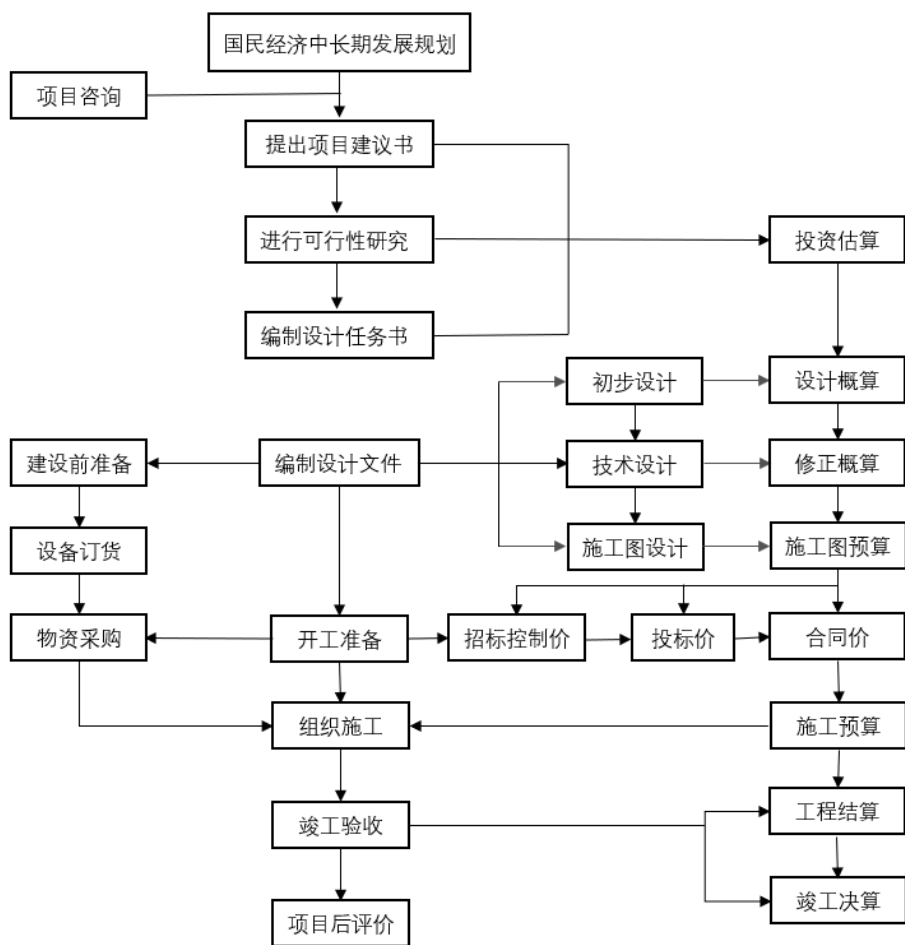 国民经济中长期发展规划
项目咨询
提出项目建议书
进行可行性研究
投资估算
编制设计任务书
初步设计
设计概算
建设前准备
编制设计文件
技术设计
修正概算
设备订货
施工图设计
施工图预算
物资采购
开工准备
招标控制价
投标价
合同价
组织施工
施工预算
竣工验收
工程结算
竣工决算
项目后评价